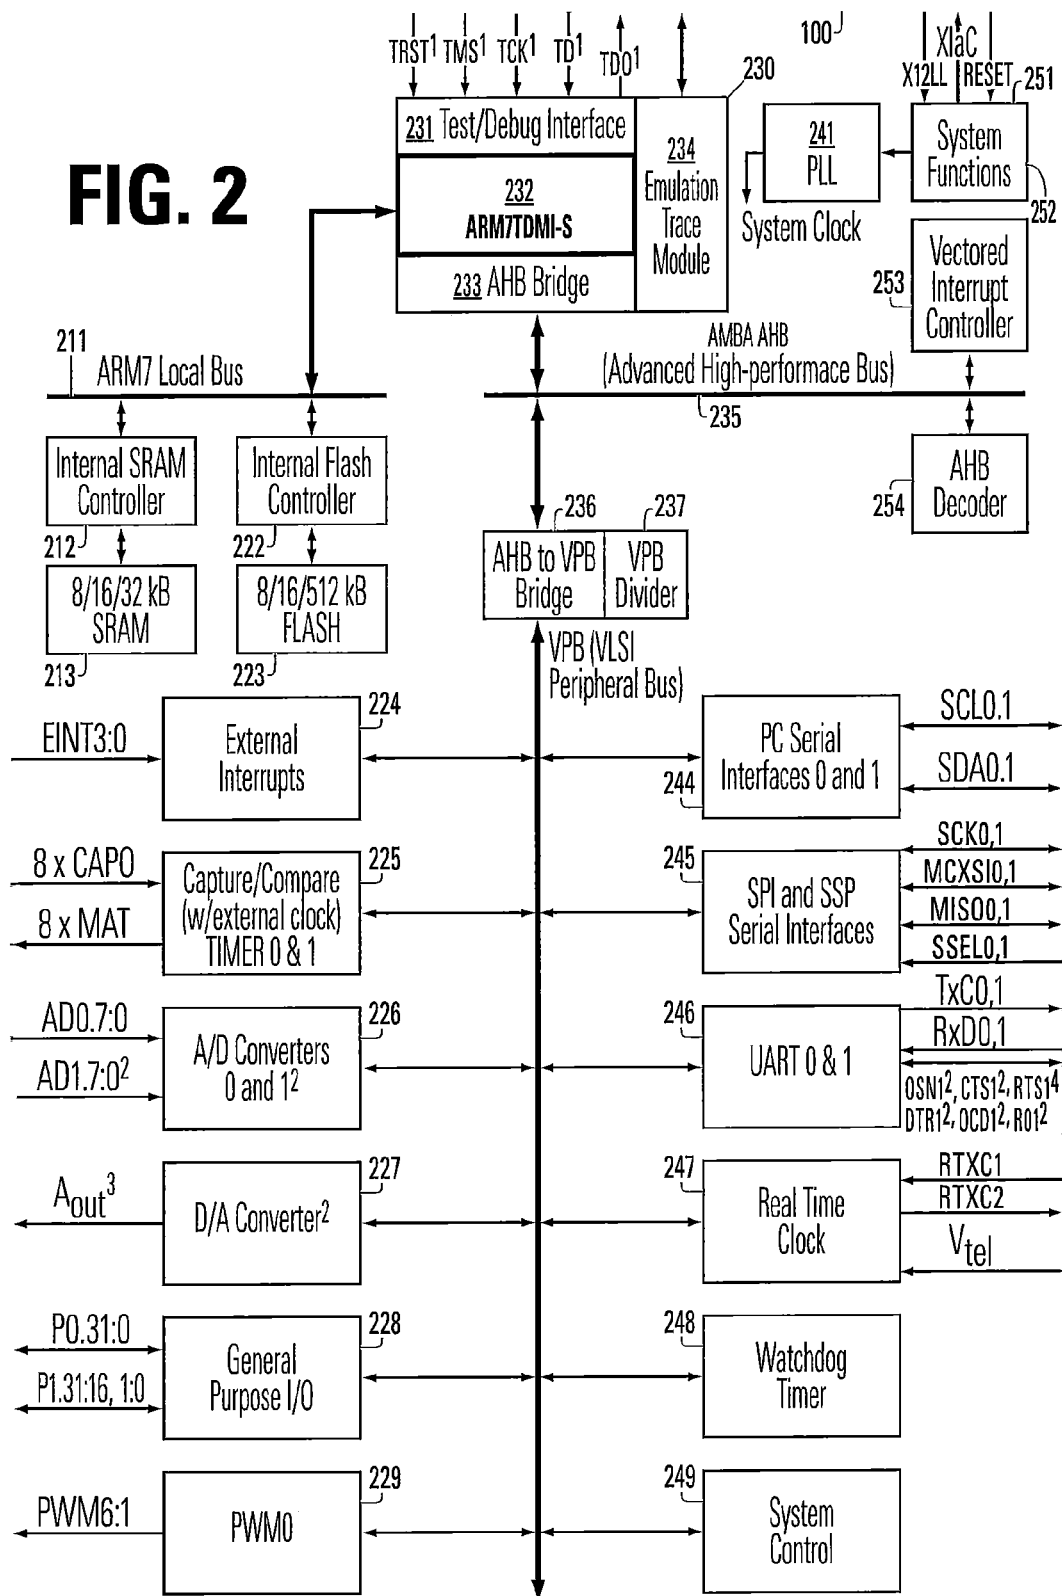 FIG. 2
TRST¹
TMS¹
TCK¹
TD¹
TDO¹
230
100
X12LL
XlaC
RESET
251
231 Test/Debug Interface
232
ARM7TDMI-S
233 AHB Bridge
234
Emulation
Trace
Module
241
PLL
System Clock
System
Functions
252
253
Vectored
Interrupt
Controller
211
ARM7 Local Bus
AMBA AHB
(Advanced High-performace Bus)
235
Internal SRAM
Controller
212
Internal Flash
Controller
222
254
AHB
Decoder
236
237
AHB to VPB
Bridge
VPB
Divider
8/16/32 kB
SRAM
213
8/16/512 kB
FLASH
223
VPB (VLSI
Peripheral Bus)
EINT3:0
External
Interrupts
224
PC Serial
Interfaces 0 and 1
244
SCL0.1
SDA0.1
8 x CAPO
8 x MAT
Capture/Compare
(w/external clock)
TIMER 0 & 1
225
245
SPI and SSP
Serial Interfaces
SCK0,1
MCXSI0,1
MISO0,1
SSEL0,1
AD0.7:0
AD1.7:0²
A/D Converters
0 and 1²
226
246
UART 0 & 1
TxC0,1
RxD0,1
OSN1², CTS1², RTS1⁴
DTR1², OCD1², R01²
Aout³
D/A Converter²
227
247
Real Time
Clock
RTXC1
RTXC2
Vtel
P0.31:0
P1.31:16, 1:0
General
Purpose I/O
228
248
Watchdog
Timer
PWM6:1
PWM0
229
249
System
Control